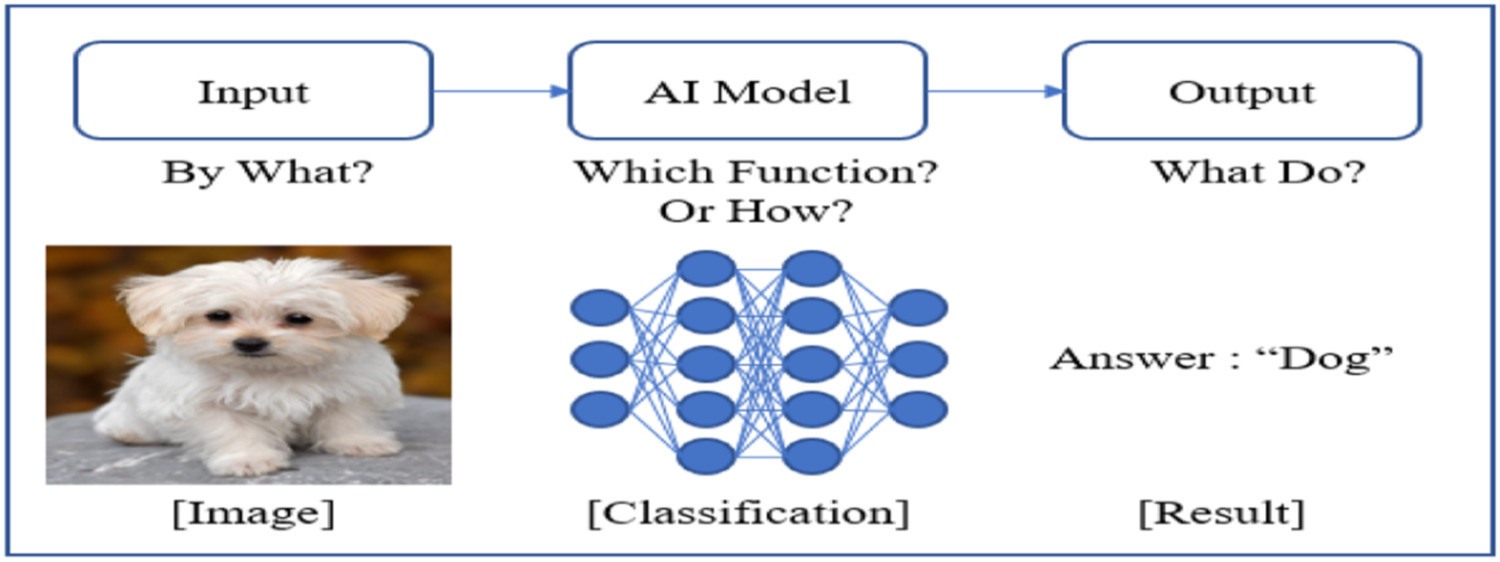 Input
AI Model
Output
By What?
Which Function?
Or How?
What Do?
Answer : “Dog”
[Image]
[Classification]
[Result]